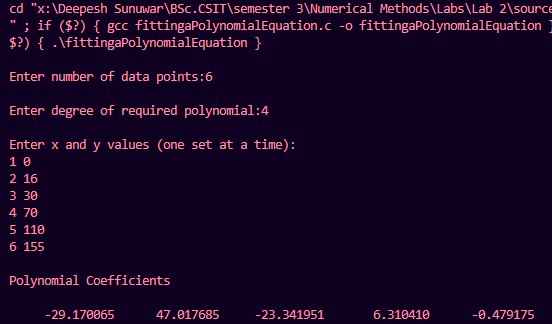 cd "x:\Deepesh Sunuwar\BSc.CSIT\semester 3\Numerical Methods\Labs\Lab 2\source
" ; if ($?) { gcc fittingaPolynomialEquation.c -o fittingaPolynomialEquation }
$?) { .\fittingaPolynomialEquation }
Enter number of data points:6
Enter degree of required polynomial:4
Enter x and y values (one set at a time):
1 0
2 16
3 30
4 70
5 110
6 155
Polynomial Coefficients
-29.170065 47.017685 -23.341951 6.310410 -0.479175